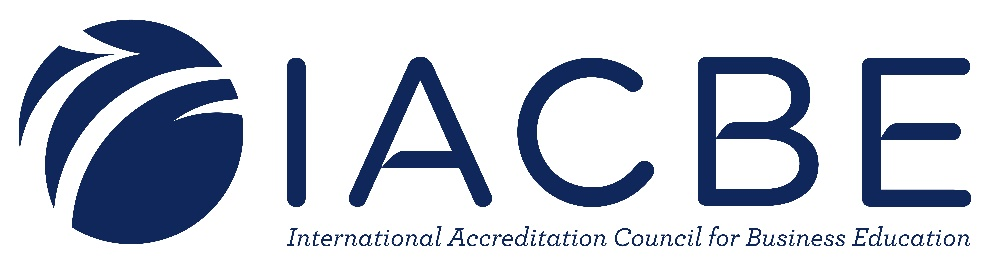 IACBE
International Accreditation Council for Business Education